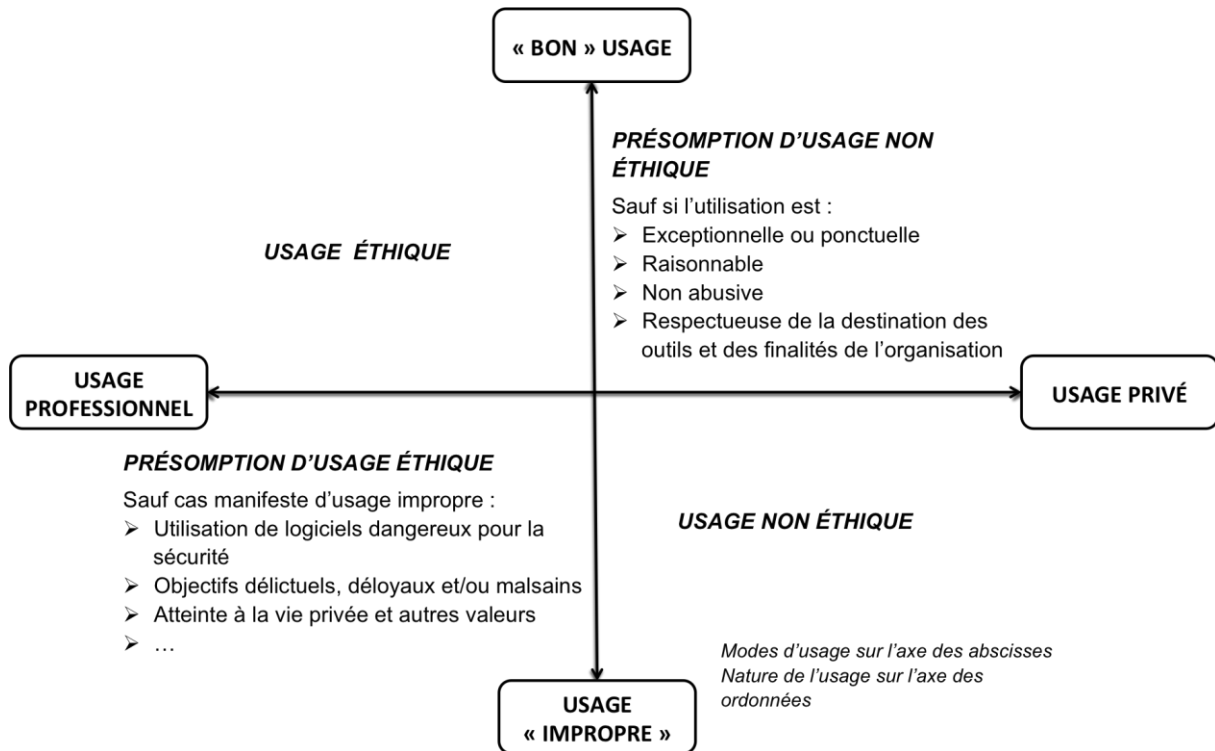 « BON » USAGE
PRÉSOMPTION D’USAGE NON
ÉTHIQUE
Sauf si l’utilisation est :
➢ Exceptionnelle ou ponctuelle
➢ Raisonnable
➢ Non abusive
➢ Respectueuse de la destination des
outils et des finalités de l’organisation
USAGE ÉTHIQUE
USAGE
PROFESSIONNEL
USAGE PRIVÉ
PRÉSOMPTION D’USAGE ÉTHIQUE
Sauf cas manifeste d’usage impropre :
➢ Utilisation de logiciels dangereux pour la
sécurité
➢ Objectifs délictuels, déloyaux et/ou malsains
➢ Atteinte à la vie privée et autres valeurs
➢ …
USAGE NON ÉTHIQUE
Modes d’usage sur l’axe des abscisses
Nature de l’usage sur l’axe des
ordonnées
USAGE
« IMPROPRE »